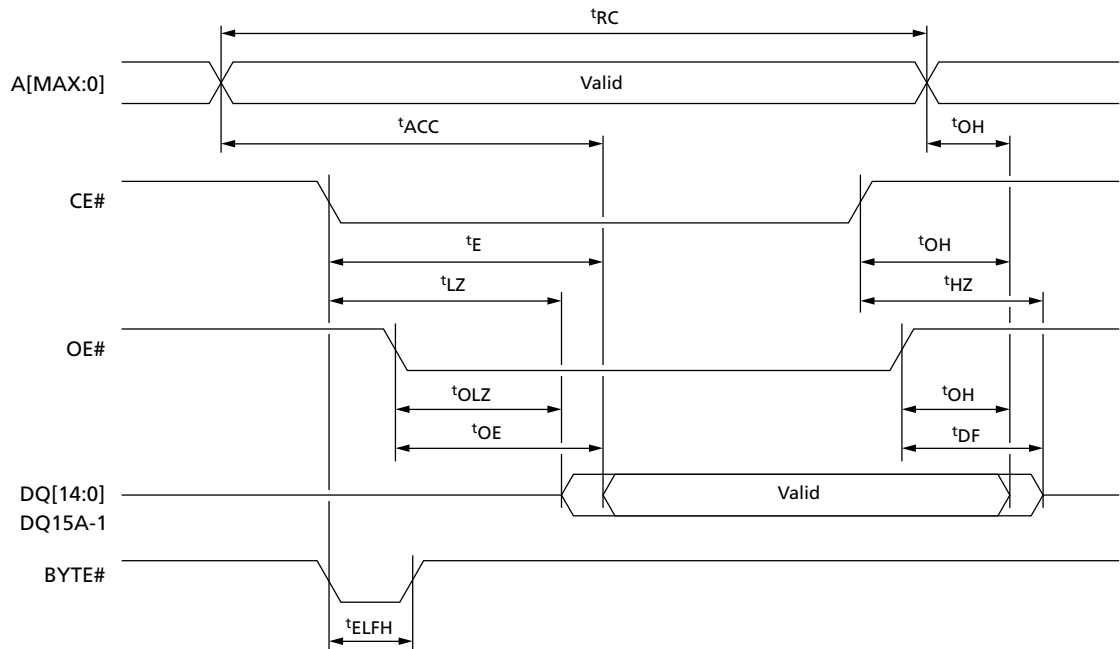 tRC
A[MAX:0]
Valid
tACC
tOH
CE#
tE
tOH
tLZ
tHZ
OE#
tOLZ
tOH
tOE
tDF
DQ[14:0]
Valid
DQ15A-1
BYTE#
tELFH